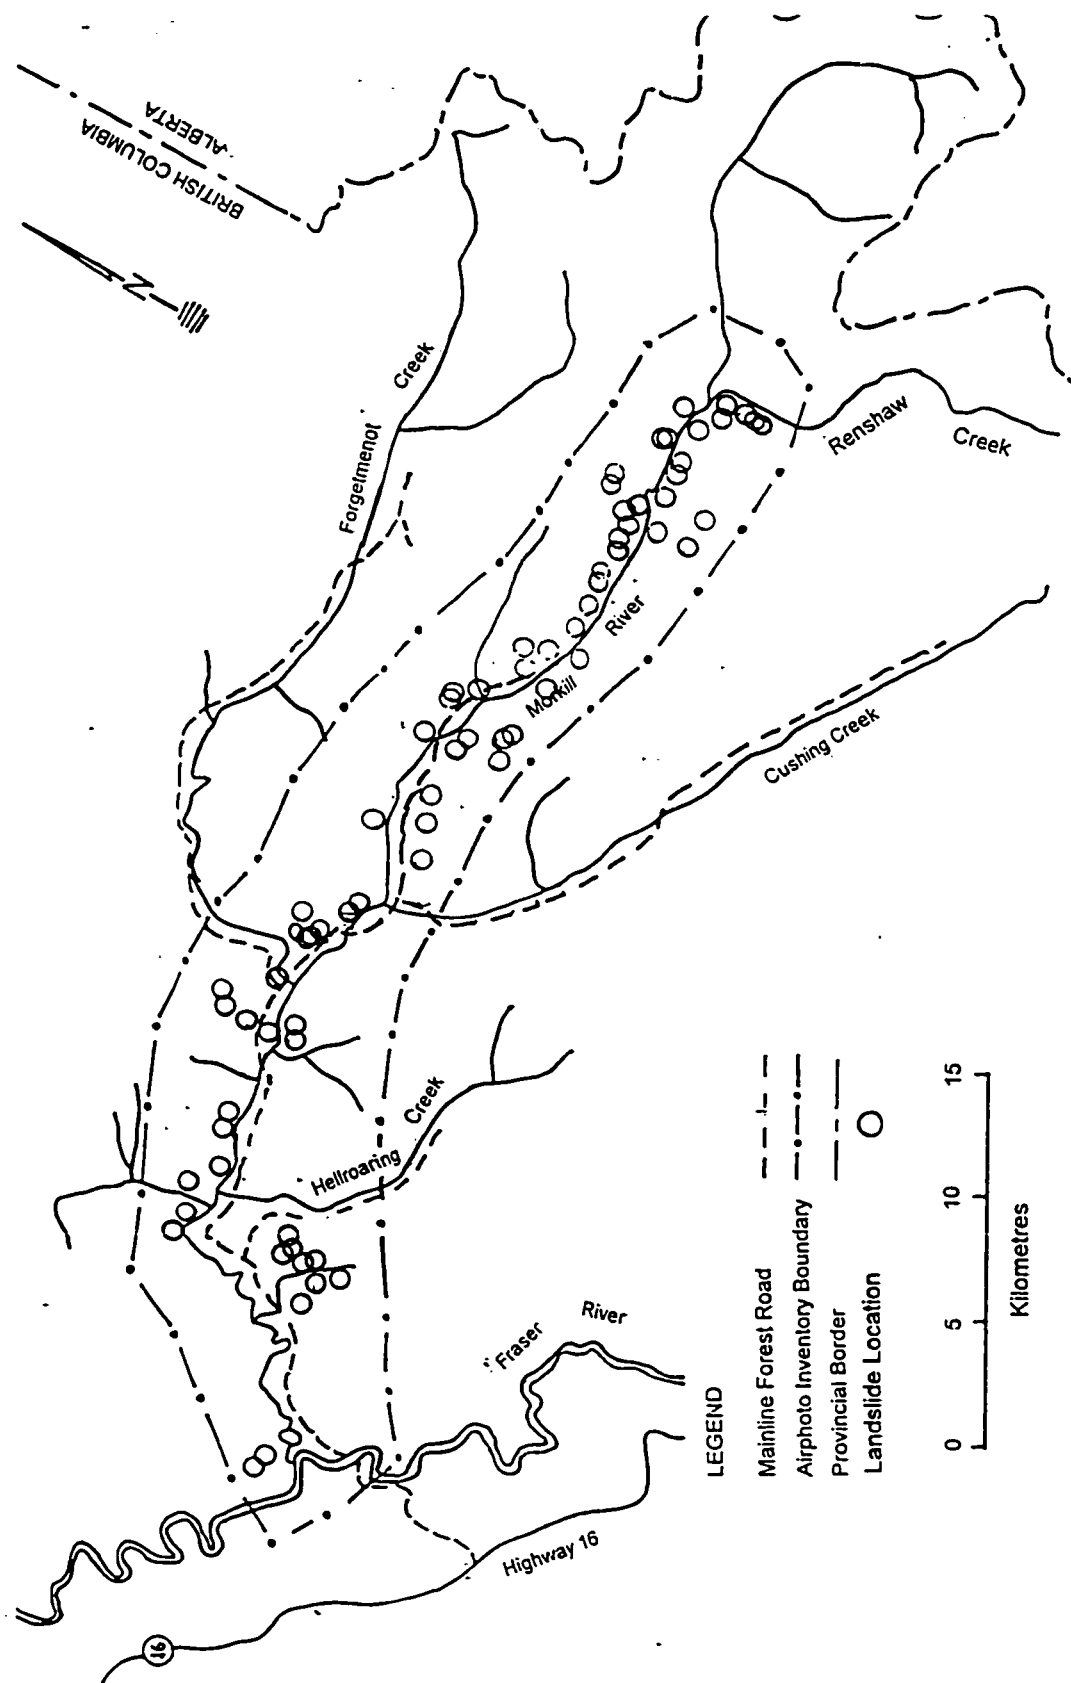 BRITISH COLUMBIA
ALBERTA
N
Forgetmenot
Creek
Renshaw
Creek
Morkill
River
Cushing Creek
Hellroaring
Creek
Fraser
River
Highway 16
16
LEGEND
Mainline Forest Road
Airphoto Inventory Boundary
Provincial Border
Landslide Location
0 5 10 15
Kilometres